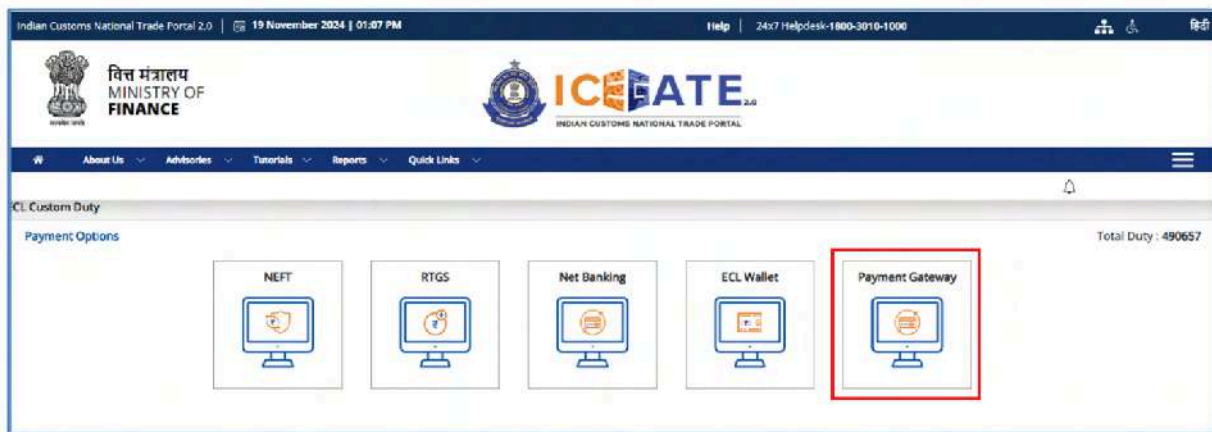 Indian Customs National Trade Portal 2.0 | 19 November 2024 | 01:07 PM Help | 24x7 Helpdesk-1800-3010-1000 हिंदी
वित्त मंत्रालय
MINISTRY OF
FINANCE
ICEGATE 2.0
INDIAN CUSTOMS NATIONAL TRADE PORTAL
About Us Advisories Tutorials Reports Quick Links
CL Custom Duty
Payment Options Total Duty : 490657
NEFT RTGS Net Banking ECL Wallet Payment Gateway